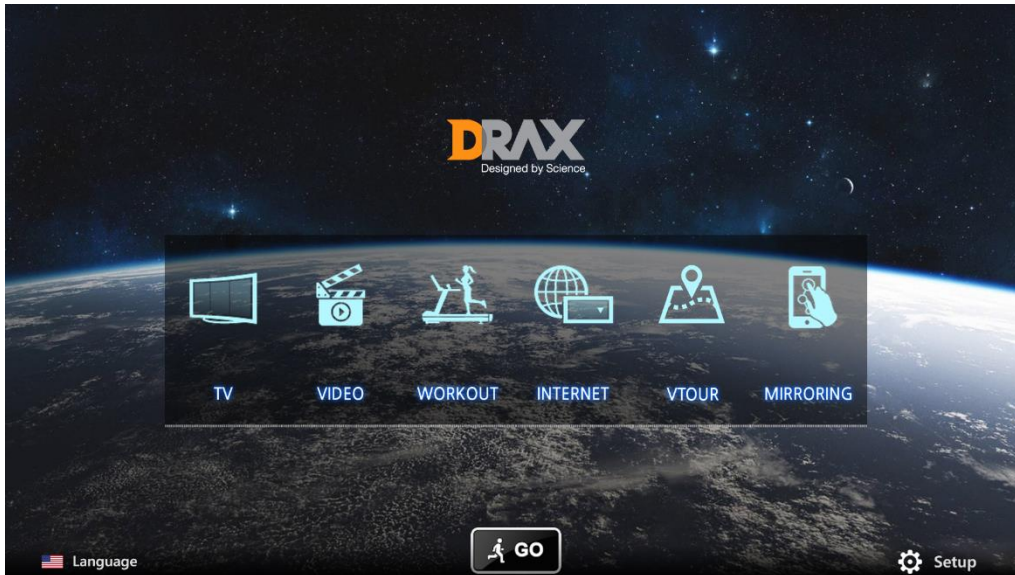 DRAX
Designed by Science
TV VIDEO WORKOUT INTERNET VTOUR MIRRORING
GO
Language Setup